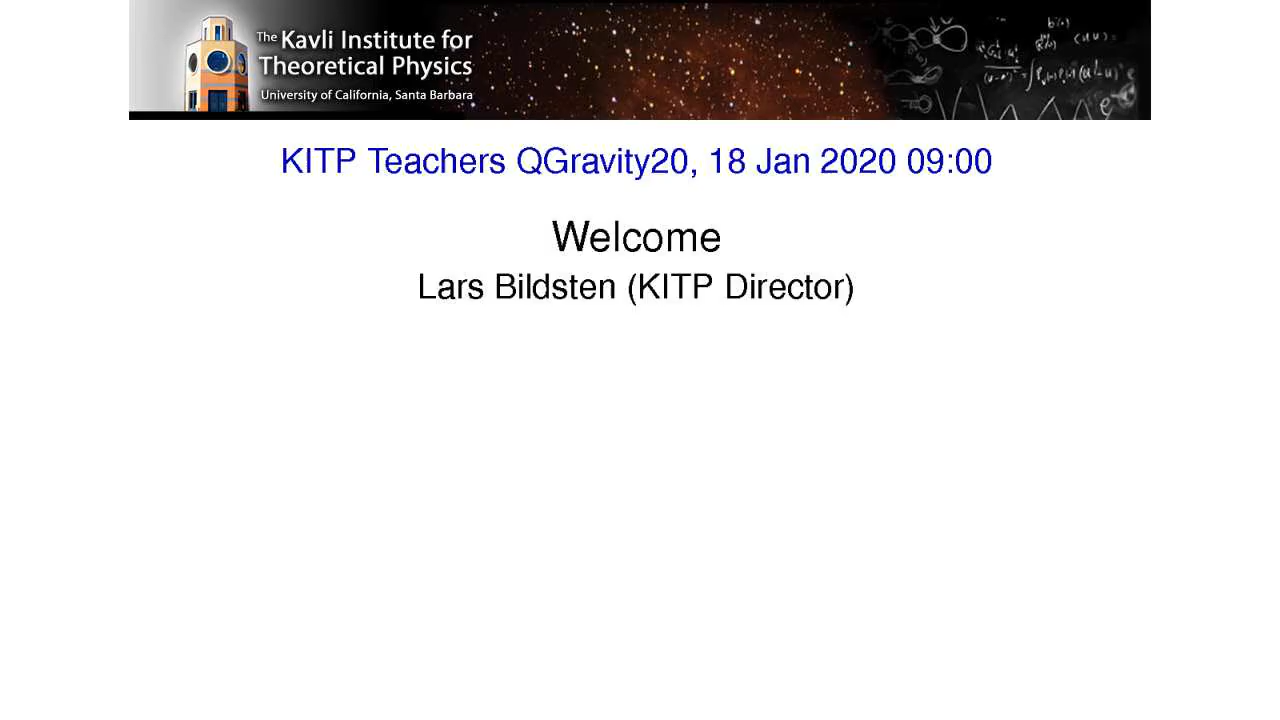 The Kavli Institute for
Theoretical Physics
University of California, Santa Barbara
KITP Teachers QGravity20, 18 Jan 2020 09:00
Welcome
Lars Bildsten (KITP Director)